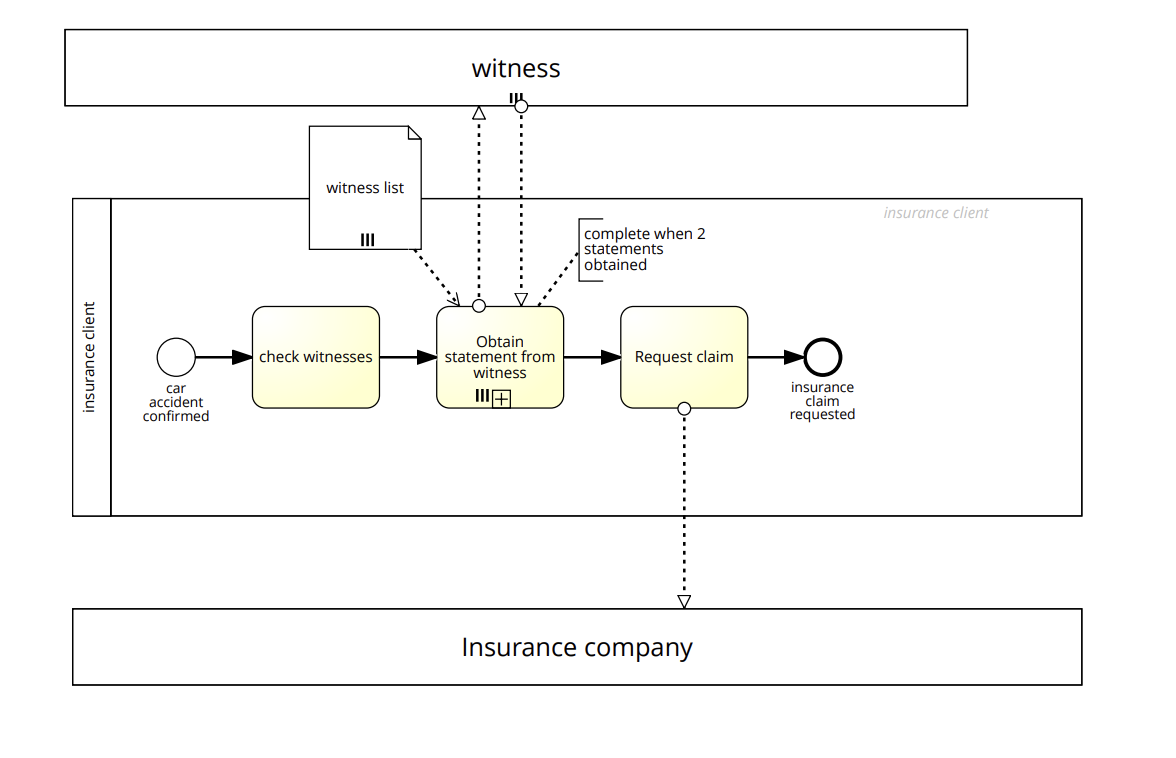 witness
witness list
insurance client
complete when 2
statements
obtained
insurance client
check witnesses
Obtain
statement from
witness
Request claim
car
accident
confirmed
insurance
claim
requested
Insurance company